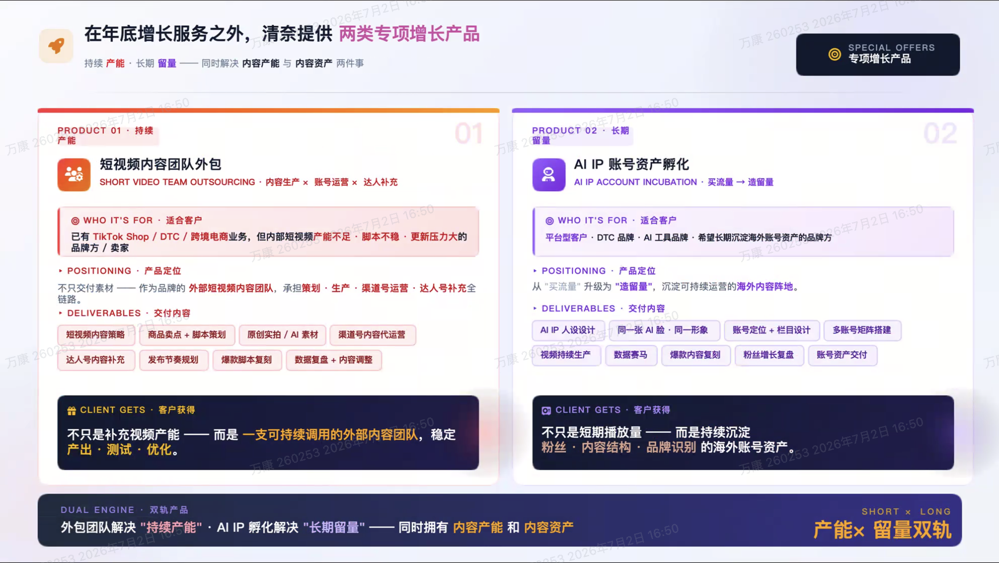 在年底增长服务之外，清奈提供 两类专项增长产品
持续 产能 · 长期 留量 —— 同时解决 内容产能 与 内容资产 两件事
SPECIAL OFFERS
专项增长产品
PRODUCT 01 · 持续
产能
01
短视频内容团队外包
SHORT VIDEO TEAM OUTSOURCING · 内容生产 × 账号运营 × 达人补充
WHO IT'S FOR · 适合客户
已有 TikTok Shop / DTC / 跨境电商业务，但内部短视频产能不足 · 脚本不稳 · 更新压力大的
品牌方 / 卖家
POSITIONING · 产品定位
不只交付素材 —— 作为品牌的 外部短视频内容团队，承担策划 · 生产 · 渠道号运营 · 达人号补充全
链路。
DELIVERABLES · 交付内容
短视频内容策略
商品卖点 + 脚本策划
原创实拍 / AI 素材
渠道号内容代运营
达人号内容补充
发布节奏规划
爆款脚本复刻
数据复盘 + 内容调整
CLIENT GETS · 客户获得
不只是补充视频产能 —— 而是 一支可持续调用的外部内容团队，稳定
产出 · 测试 · 优化。
PRODUCT 02 · 长期
留量
02
AI IP 账号资产孵化
AI IP ACCOUNT INCUBATION · 买流量 → 造留量
WHO IT'S FOR · 适合客户
平台型客户 · DTC 品牌 · AI 工具品牌 · 希望长期沉淀海外账号资产的品牌方
POSITIONING · 产品定位
从 "买流量" 升级为 "造留量"，沉淀可持续运营的海外内容阵地。
DELIVERABLES · 交付内容
AI IP 人设设计
同一张 AI 脸 · 同一形象
账号定位 + 栏目设计
多账号矩阵搭建
视频持续生产
数据赛马
爆款内容复刻
粉丝增长复盘
账号资产交付
CLIENT GETS · 客户获得
不只是短期播放量 —— 而是持续沉淀
粉丝 · 内容结构 · 品牌识别 的海外账号资产。
DUAL ENGINE · 双轨产品
外包团队解决 "持续产能" · AI IP 孵化解决 "长期留量" —— 同时拥有 内容产能 和 内容资产
SHORT × LONG
产能× 留量双轨
万康 260253 2026年7月2日 16:50